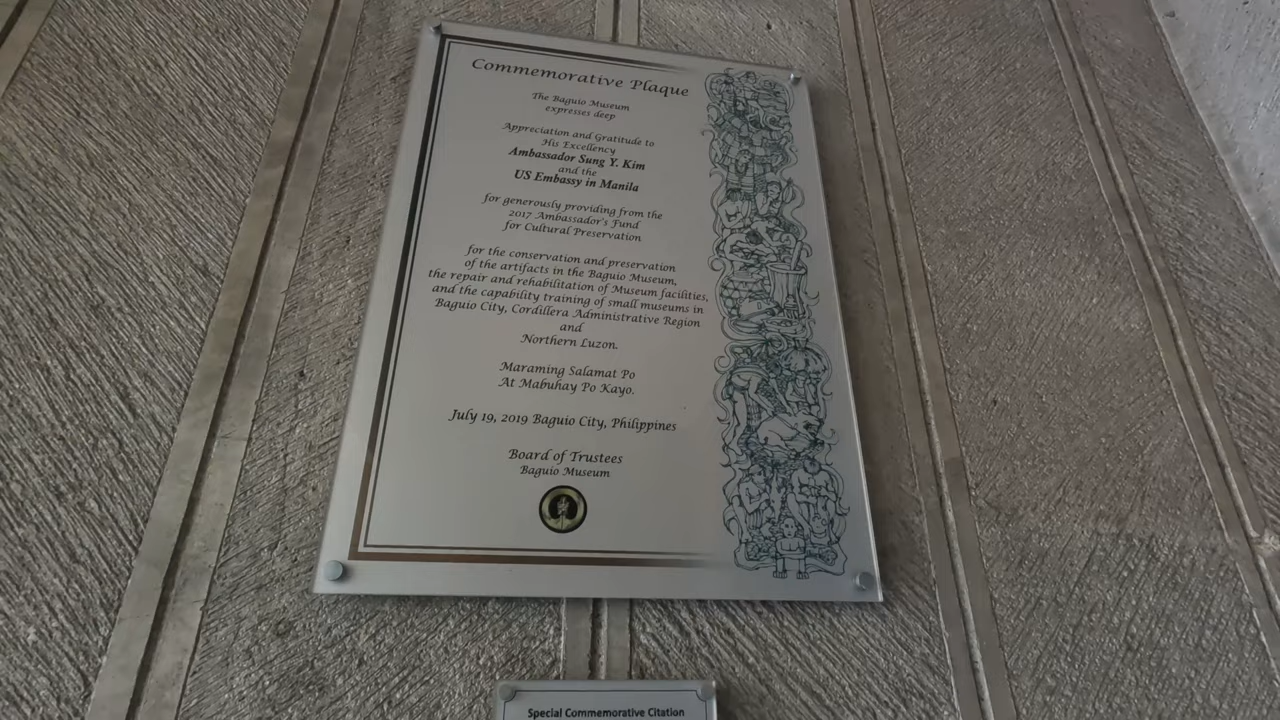 Commemorative Plaque
The Baguio Museum
expresses deep
Appreciation and Gratitude to
His Excellency
Ambassador Sung Y. Kim
and the
US Embassy in Manila
for generously providing from the
2017 Ambassador's Fund
for Cultural Preservation
for the conservation and preservation
of the artifacts in the Baguio Museum,
the repair and rehabilitation of Museum facilities,
and the capability training of small museums in
Baguio City, Cordillera Administrative Region
and
Northern Luzon.
Maraming Salamat Po
At Mabuhay Po Kayo.
July 19, 2019 Baguio City, Philippines
Board of Trustees
Baguio Museum
Special Commemorative Citation